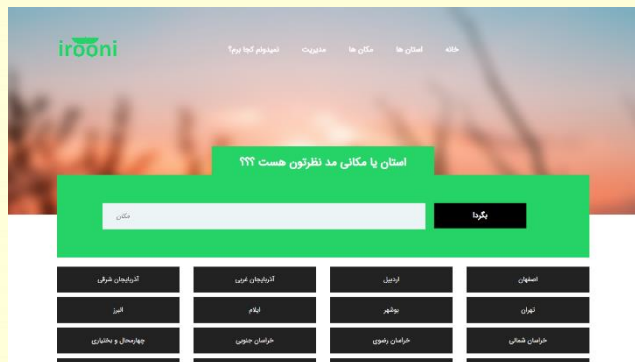 irooni
خانه استان ها مکان ها مدیریت نمیدونم کجا برم؟
استان یا مکانی مد نظرتون هست ؟؟؟
مکان
بگرد!
آذربایجان شرقی آذربایجان غربی اردبیل اصفهان
البرز ایلام بوشهر تهران
چهارمحال و بختیاری خراسان جنوبی خراسان رضوی خراسان شمالی